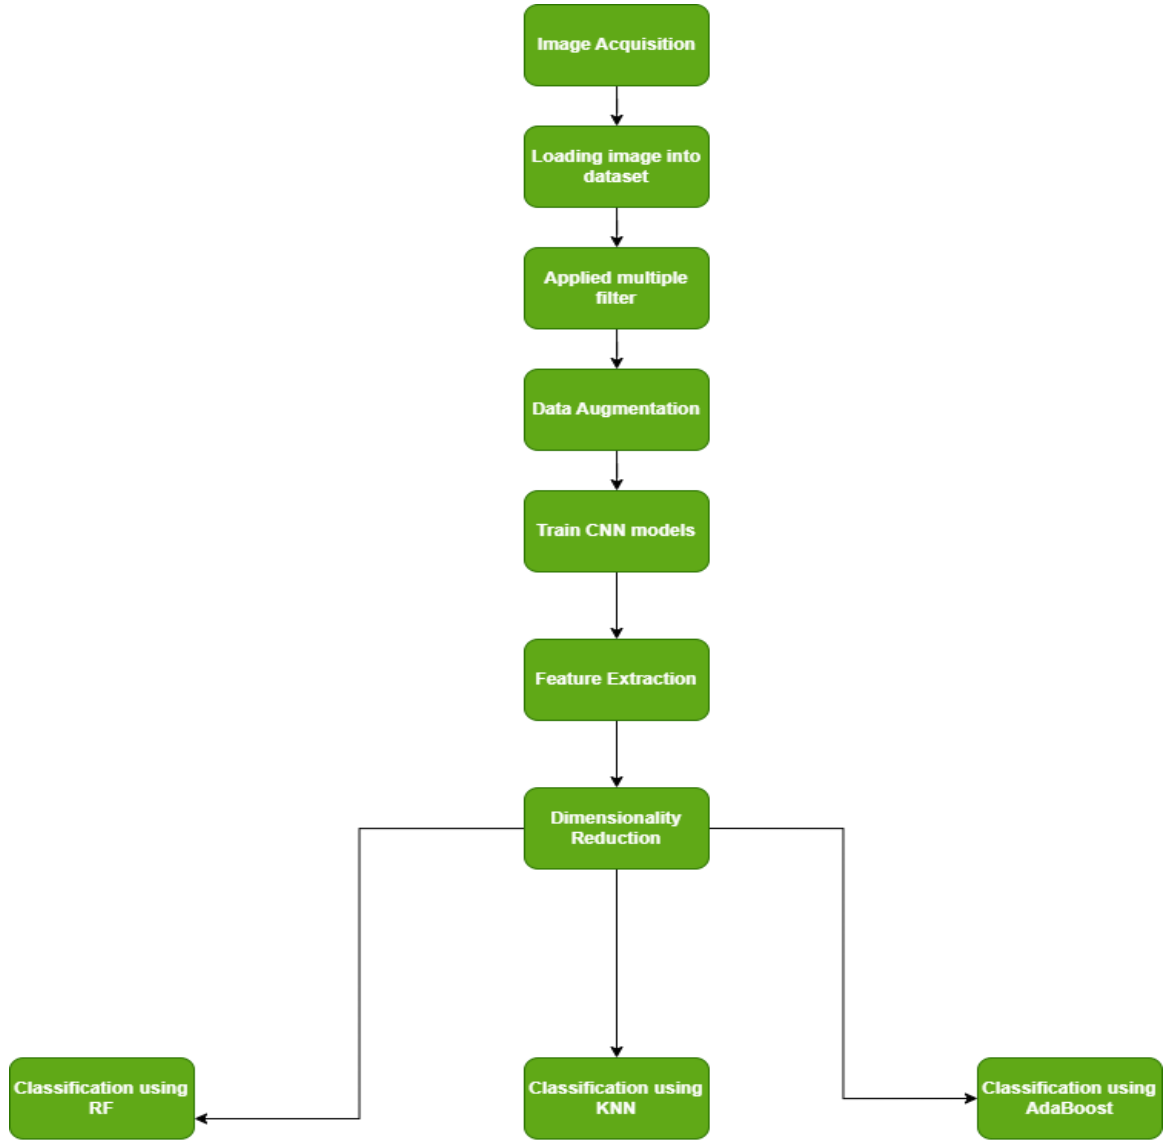 Image Acquisition
Loading image into
dataset
Applied multiple
filter
Data Augmentation
Train CNN models
Feature Extraction
Dimensionality
Reduction
Classification using
RF
Classification using
KNN
Classification using
AdaBoost